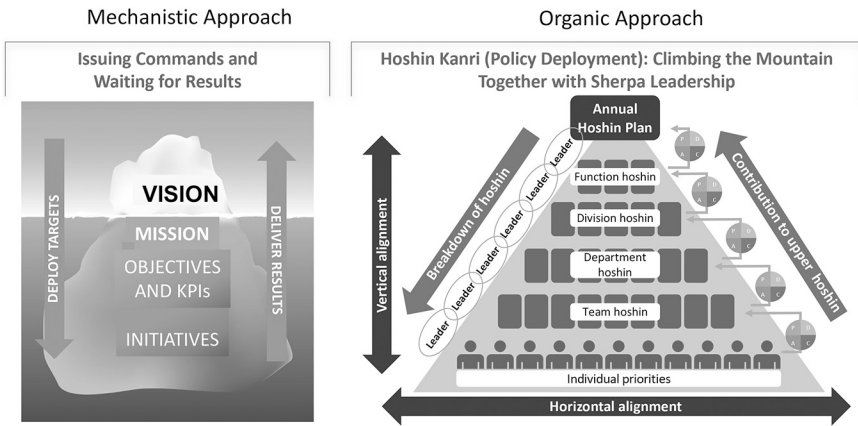 Mechanistic Approach
Issuing Commands and
Waiting for Results
DEPLOY TARGETS
VISION
MISSION
OBJECTIVES
AND KPIs
INITIATIVES
DELIVER RESULTS
Organic Approach
Hoshin Kanri (Policy Deployment): Climbing the Mountain
Together with Sherpa Leadership
Vertical alignment
Breakdown of hoshin
Leader
Leader
Leader
Leader
Leader
Leader
Annual
Hoshin Plan
Function hoshin
Division hoshin
Department
hoshin
Team hoshin
Individual priorities
P D
A C
P D
A C
P D
A C
P D
A C
P D
A C
Contribution to upper hoshin
Horizontal alignment